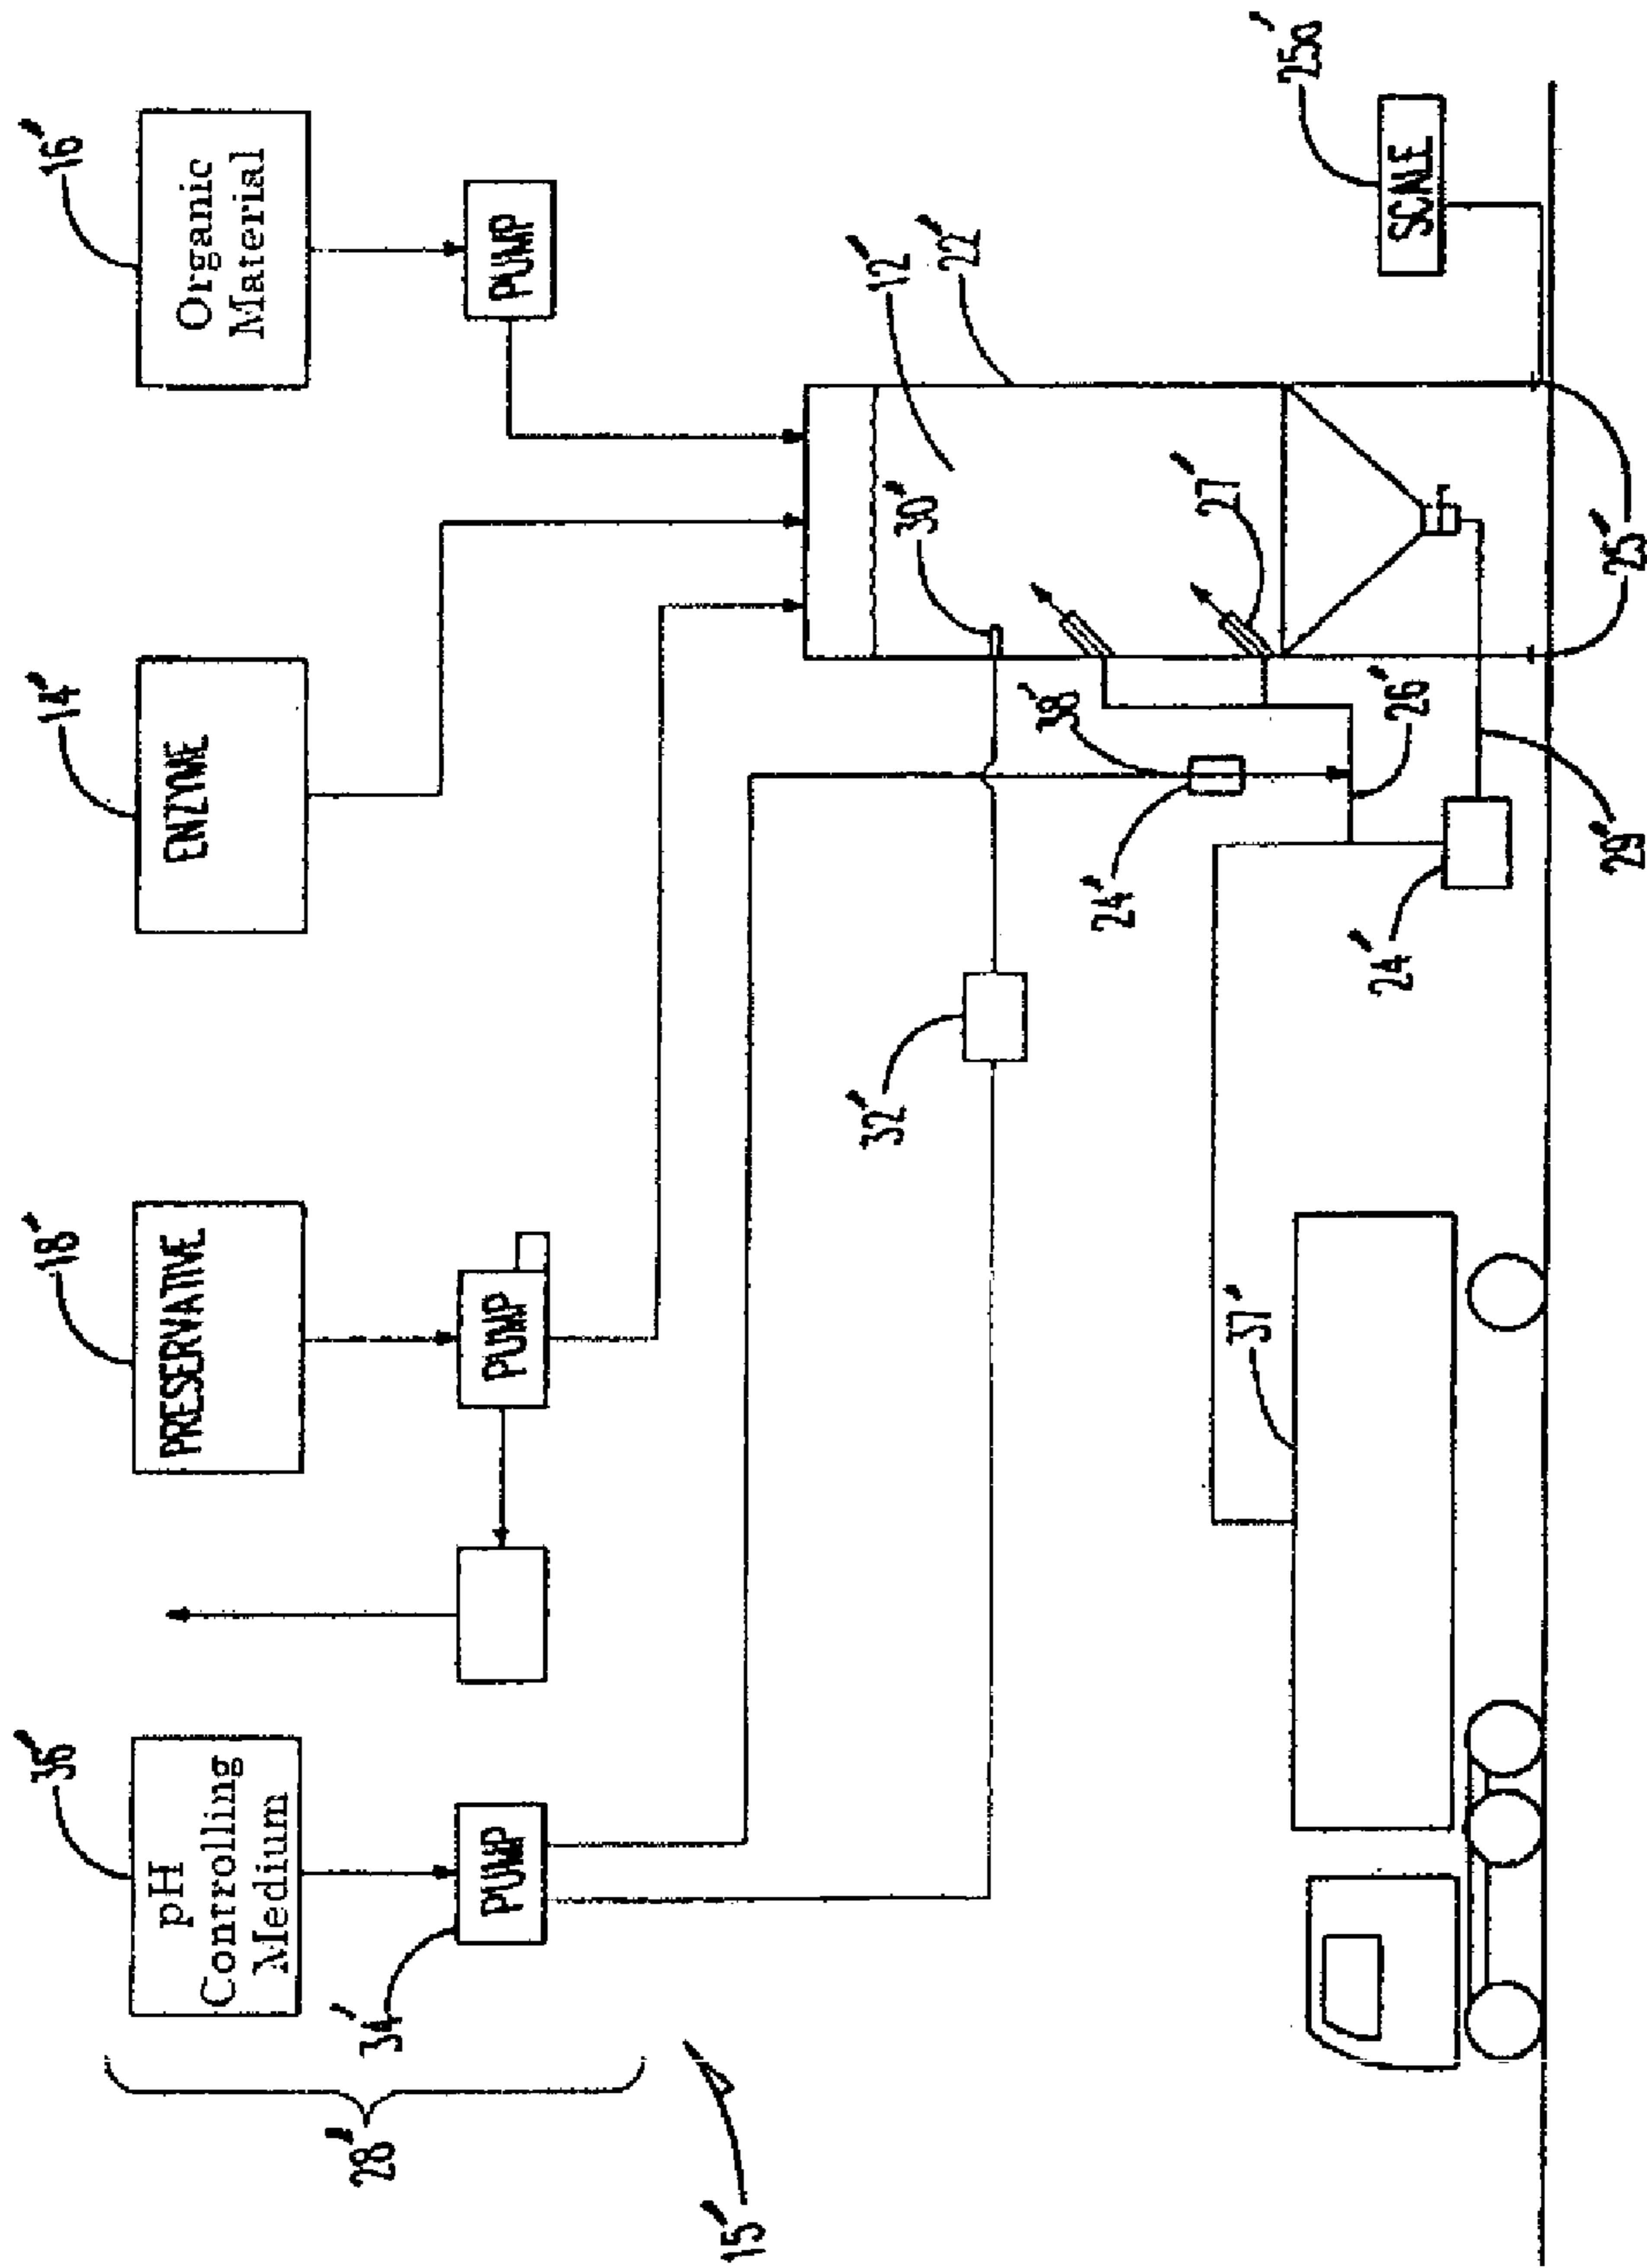 36'
pH
Controlling
Medium
18'
PRESERVATIVE
14'
ENZYME
16'
Organic
Material
28'
34'
PUMP
PUMP
PUMP
15'
32'
30'
12'
22'
38'
24'
27'
26'
37'
24'
29'
25'
SCALE
25a'